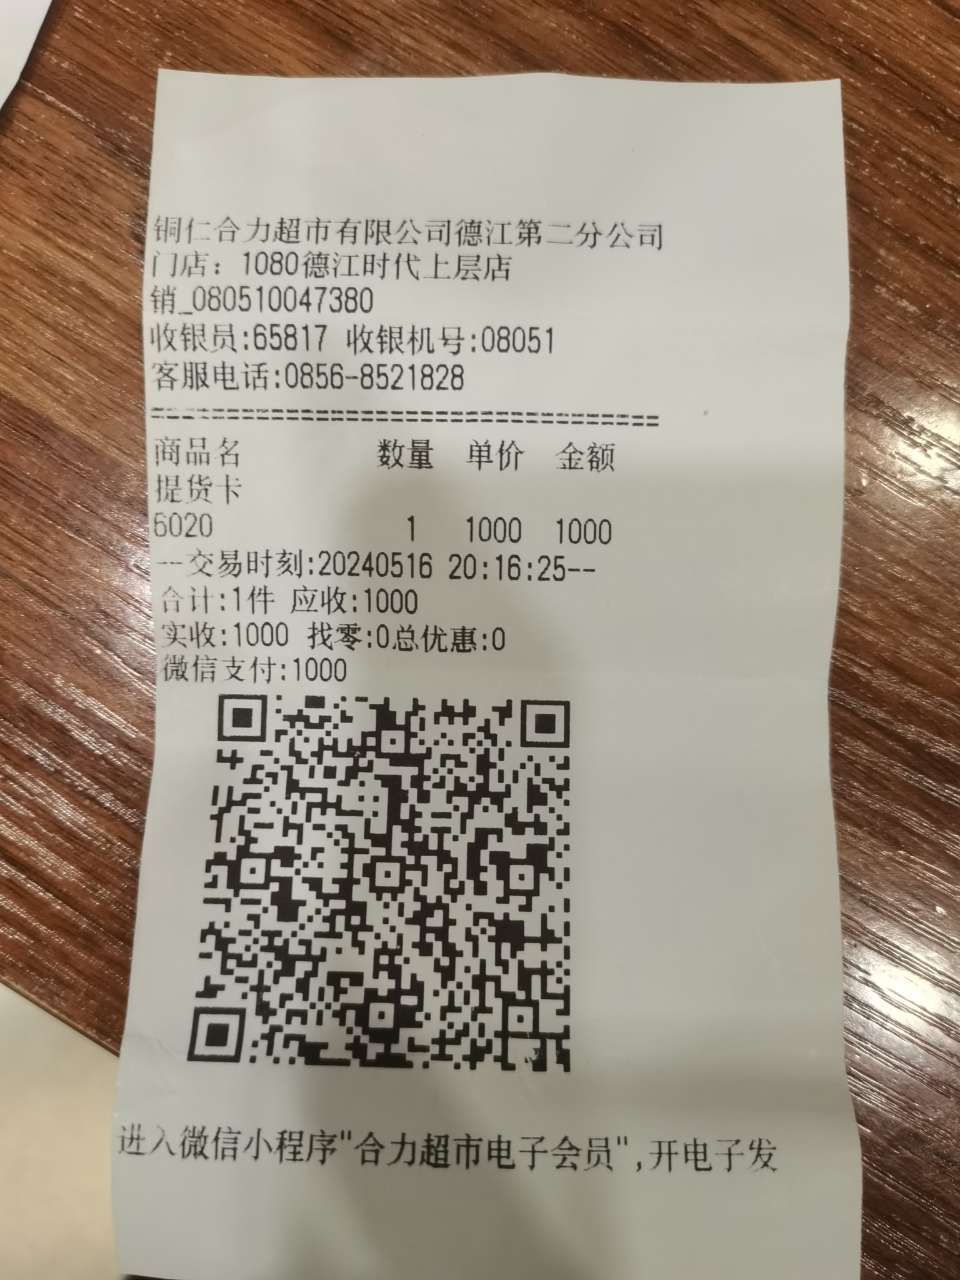 铜仁合力超市有限公司德江第二分公司
门店：1080德江时代上层店
销_080510047380
收银员:65817 收银机号:08051
客服电话:0856-8521828
==================================
商品名 数量 单价 金额
提货卡
6020 1 1000 1000
--交易时刻:20240516 20:16:25--
合计:1件 应收:1000
实收:1000 找零:0总优惠:0
微信支付:1000
进入微信小程序"合力超市电子会员",开电子发